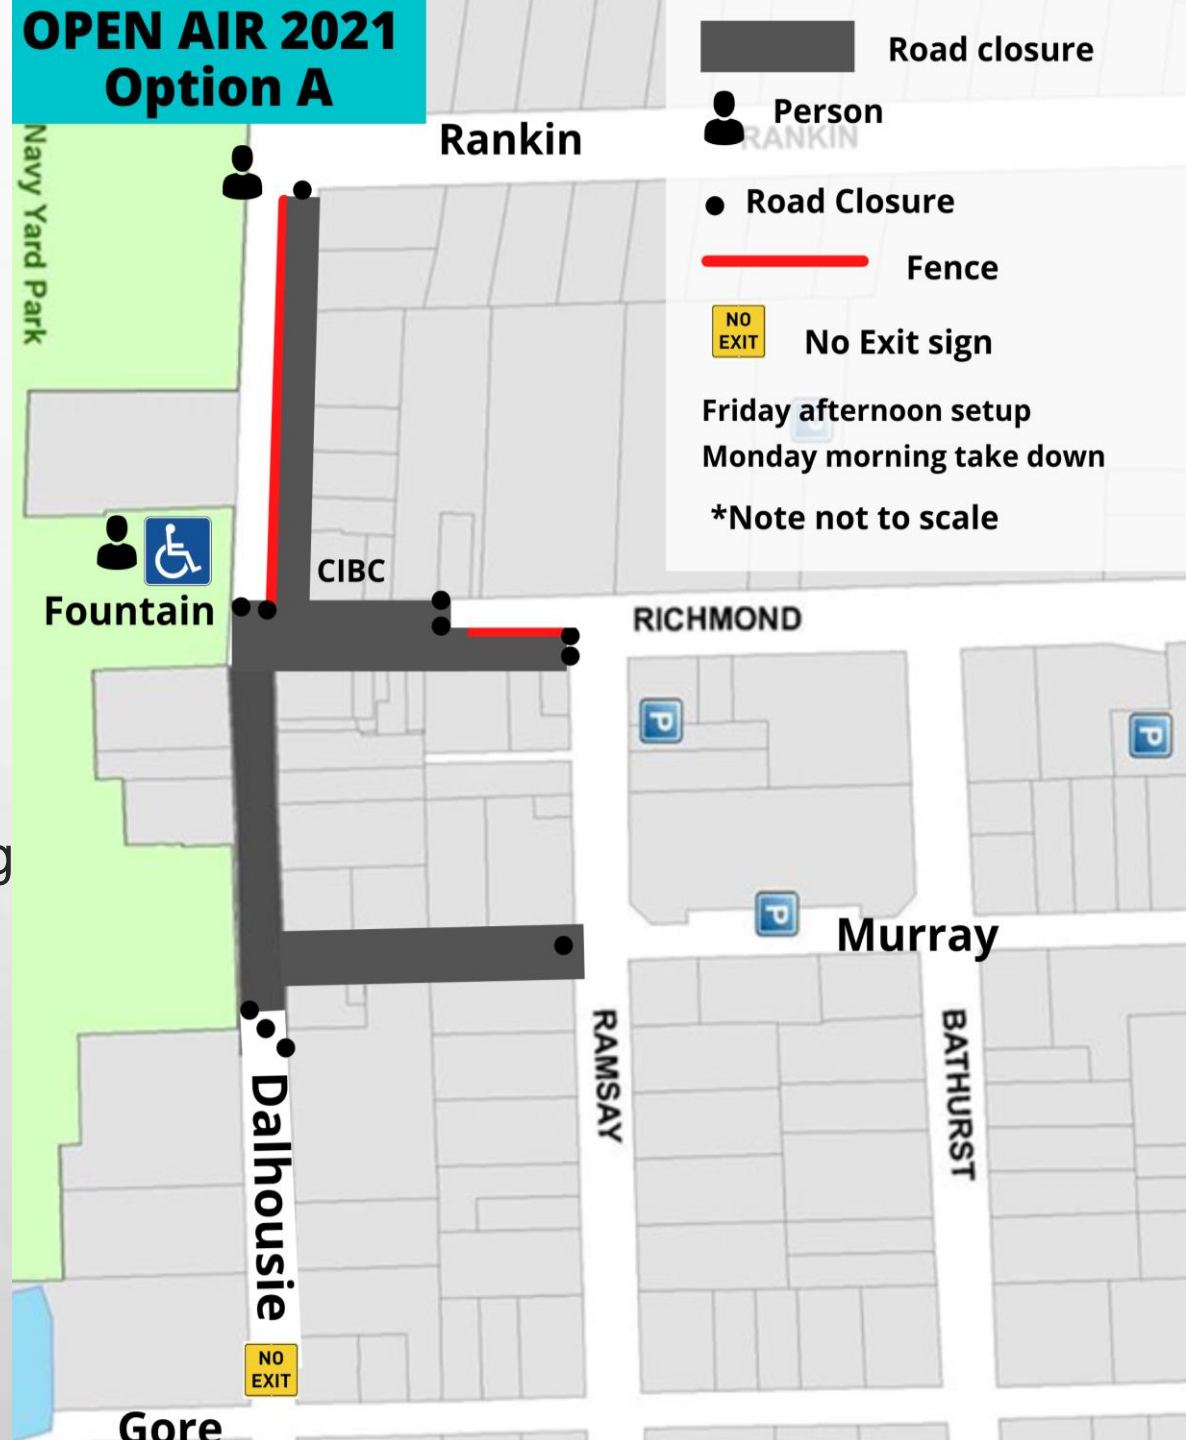 OPEN AIR 2021
Option A
Road closure
Person
Rankin
RANKIN
Road Closure
Navy Yard Park
Fence
NO
EXIT
No Exit sign
P
Friday afternoon setup
Monday morning take down
*Note not to scale
CIBC
Fountain
RICHMOND
P
P
g
P
Murray
RAMSAY
BATHURST
Dalhousie
NO
EXIT
Gore